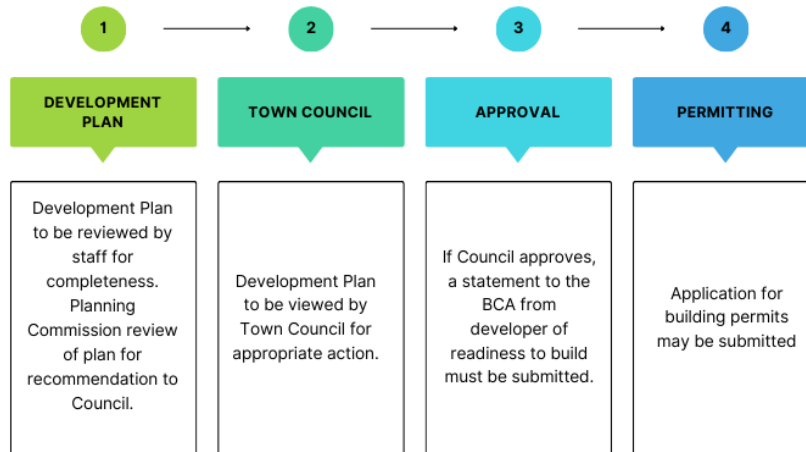 1
2
3
4
DEVELOPMENT
PLAN
TOWN COUNCIL
APPROVAL
PERMITTING
Development Plan
to be reviewed by
staff for
completeness.
Planning
Commission review
of plan for
recommendation to
Council.
Development Plan
to be viewed by
Town Council for
appropriate action.
If Council approves,
a statement to the
BCA from
developer of
readiness to build
must be submitted.
Application for
building permits
may be submitted